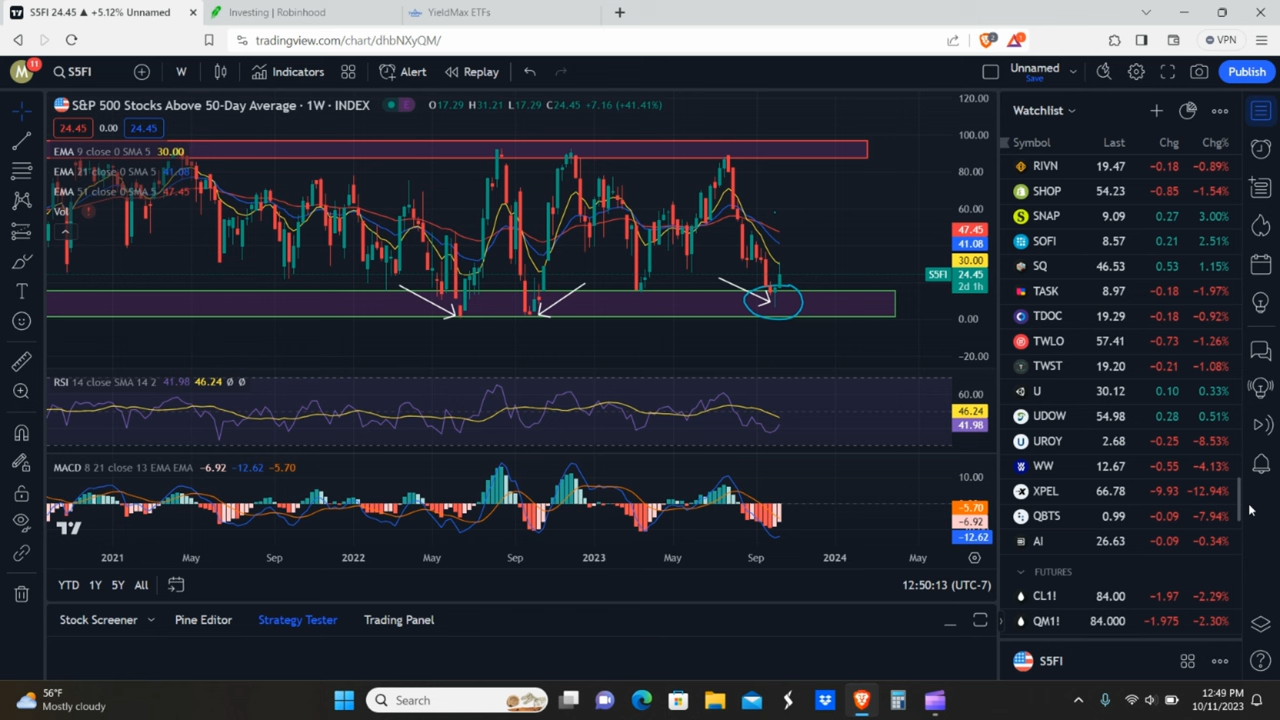 S5FI 24.45 ▲ +5.12% Unnamed
Investing | Robinhood
YieldMax ETFs
tradingview.com/chart/dhbNXyQM/
VPN
M 11
S5FI
W
Indicators
Alert
Replay
Unnamed
Save
Publish
S&P 500 Stocks Above 50-Day Average · 1W · INDEX
E
O17.29 H31.21 L17.29 C24.45 +7.16 (+41.41%)
24.45 0.00 24.45
EMA 9 close 0 SMA 5 30.00
EMA 21 close 0 SMA 5 41.08
EMA 51 close 0 SMA 5 47.45
Vol
120.00
100.00
80.00
60.00
47.45
41.08
30.00
S5FI 24.45
2d 1h
0.00
-20.00
RSI 14 close SMA 14 2 41.98 46.24 Ø Ø
60.00
46.24
41.98
MACD 8 21 close 13 EMA EMA -6.92 -12.62 -5.70
10.00
-5.70
-6.92
-12.62
2021 May Sep 2022 May Sep 2023 May Sep 2024 May
YTD 1Y 5Y All
12:50:13 (UTC-7)
Stock Screener Pine Editor Strategy Tester Trading Panel
Watchlist
Symbol Last Chg Chg%
RIVN 19.47 -0.18 -0.89%
SHOP 54.23 -0.85 -1.54%
SNAP 9.09 0.27 3.00%
SOFI 8.57 0.21 2.51%
SQ 46.53 0.53 1.15%
TASK 8.97 -0.18 -1.97%
TDOC 19.29 -0.18 -0.92%
TWLO 57.41 -0.73 -1.26%
TWST 19.20 -0.21 -1.08%
U 30.12 0.10 0.33%
UDOW 54.98 0.28 0.51%
UROY 2.68 -0.25 -8.53%
WW 12.67 -0.55 -4.13%
XPEL 66.78 -9.93 -12.94%
QBTS 0.99 -0.09 -7.94%
AI 26.63 -0.09 -0.34%
FUTURES
CL1! 84.00 -1.97 -2.29%
QM1! 84.000 -1.975 -2.30%
S5FI
56°F
Mostly cloudy
Search
12:49 PM
10/11/2023